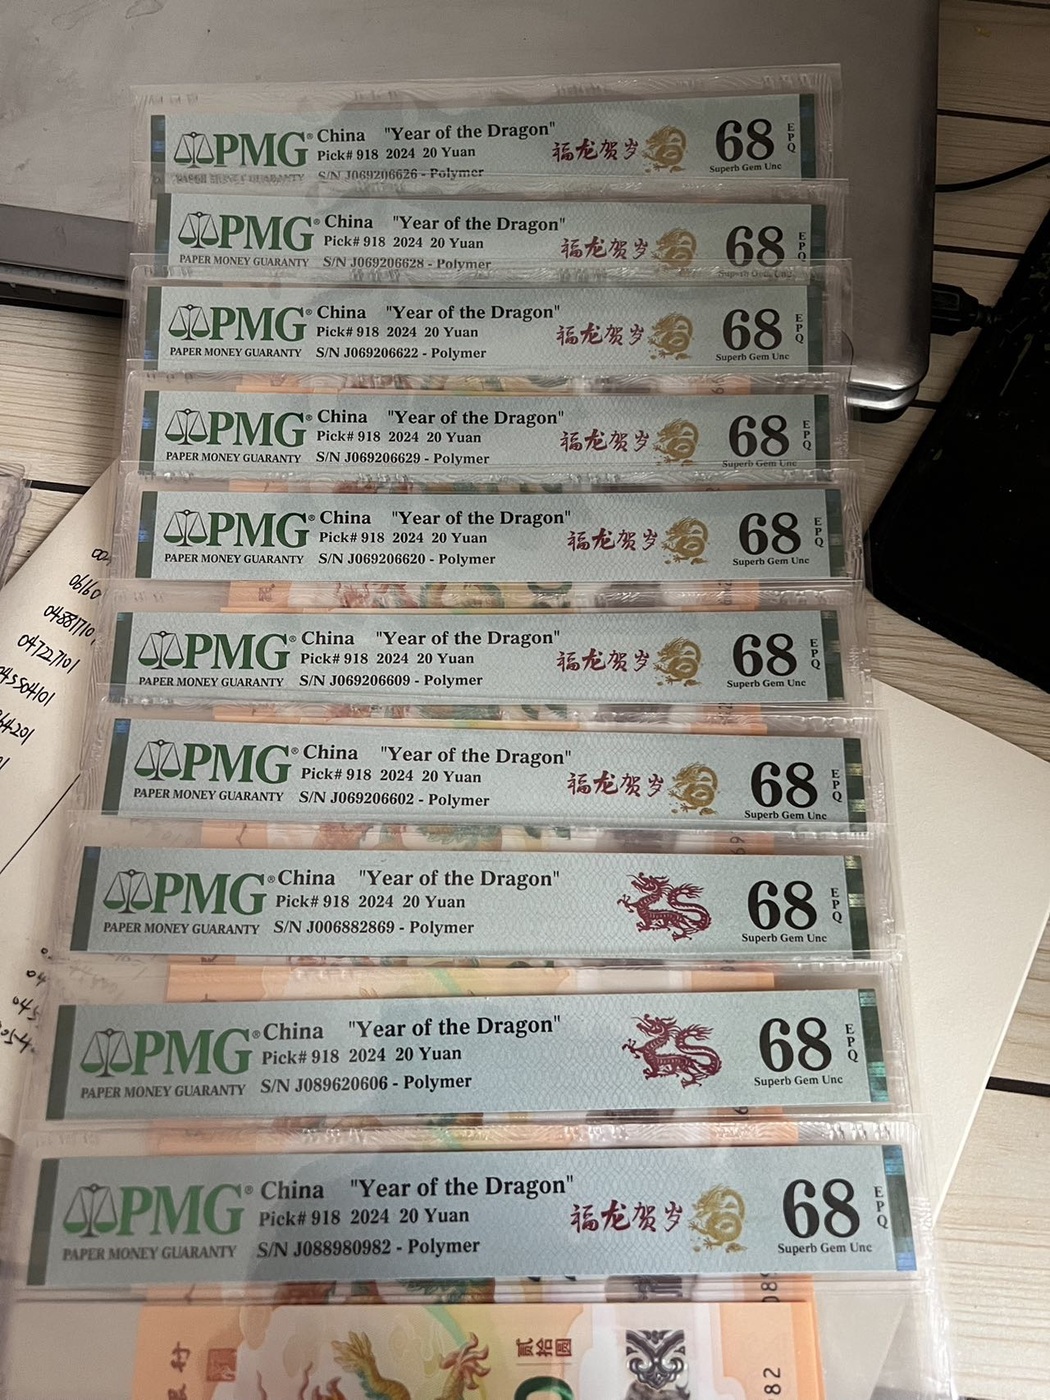 PMG® China "Year of the Dragon"
Pick# 918 2024 20 Yuan
PAPER MONEY GUARANTY S/N J069206626 - Polymer
福龙贺岁
68 EPQ
Superb Gem Unc
PMG® China "Year of the Dragon"
Pick# 918 2024 20 Yuan
PAPER MONEY GUARANTY S/N J069206628 - Polymer
福龙贺岁
68 EPQ
Superb Gem Unc
PMG® China "Year of the Dragon"
Pick# 918 2024 20 Yuan
PAPER MONEY GUARANTY S/N J069206622 - Polymer
福龙贺岁
68 EPQ
Superb Gem Unc
PMG® China "Year of the Dragon"
Pick# 918 2024 20 Yuan
PAPER MONEY GUARANTY S/N J069206629 - Polymer
福龙贺岁
68 EPQ
Superb Gem Unc
PMG® China "Year of the Dragon"
Pick# 918 2024 20 Yuan
PAPER MONEY GUARANTY S/N J069206620 - Polymer
福龙贺岁
68 EPQ
Superb Gem Unc
PMG® China "Year of the Dragon"
Pick# 918 2024 20 Yuan
PAPER MONEY GUARANTY S/N J069206609 - Polymer
福龙贺岁
68 EPQ
Superb Gem Unc
PMG® China "Year of the Dragon"
Pick# 918 2024 20 Yuan
PAPER MONEY GUARANTY S/N J069206602 - Polymer
福龙贺岁
68 EPQ
Superb Gem Unc
PMG® China "Year of the Dragon"
Pick# 918 2024 20 Yuan
PAPER MONEY GUARANTY S/N J006882869 - Polymer
68 EPQ
Superb Gem Unc
PMG® China "Year of the Dragon"
Pick# 918 2024 20 Yuan
PAPER MONEY GUARANTY S/N J089620606 - Polymer
68 EPQ
Superb Gem Unc
PMG® China "Year of the Dragon"
Pick# 918 2024 20 Yuan
PAPER MONEY GUARANTY S/N J088980982 - Polymer
福龙贺岁
68 EPQ
Superb Gem Unc
贰拾圆
82
04722710/